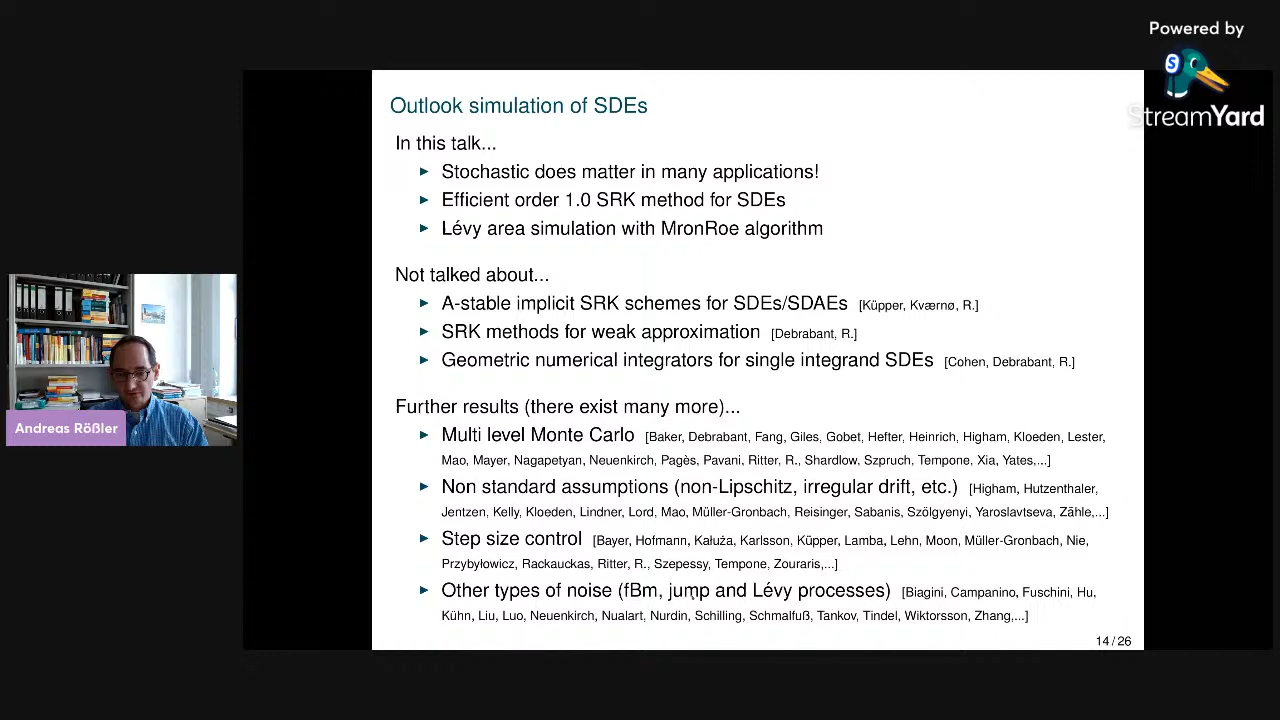 Powered by
StreamYard
Outlook simulation of SDEs
In this talk...
Stochastic does matter in many applications!
Efficient order 1.0 SRK method for SDEs
Lévy area simulation with MronRoe algorithm
Not talked about...
A-stable implicit SRK schemes for SDEs/SDAEs [Küpper, Kværnø, R.]
SRK methods for weak approximation [Debrabant, R.]
Geometric numerical integrators for single integrand SDEs [Cohen, Debrabant, R.]
Further results (there exist many more)...
Multi level Monte Carlo [Baker, Debrabant, Fang, Giles, Gobet, Hefter, Heinrich, Higham, Kloeden, Lester,
Mao, Mayer, Nagapetyan, Neuenkirch, Pagès, Pavani, Ritter, R., Shardlow, Szpruch, Tempone, Xia, Yates,...]
Non standard assumptions (non-Lipschitz, irregular drift, etc.) [Higham, Hutzenthaler,
Jentzen, Kelly, Kloeden, Lindner, Lord, Mao, Müller-Gronbach, Reisinger, Sabanis, Szölgyenyi, Yaroslavtseva, Zähle,...]
Step size control [Bayer, Hofmann, Kałuża, Karlsson, Küpper, Lamba, Lehn, Moon, Müller-Gronbach, Nie,
Przybyłowicz, Rackauckas, Ritter, R., Szepessy, Tempone, Zouraris,...]
Other types of noise (fBm, jump and Lévy processes) [Biagini, Campanino, Fuschini, Hu,
Kühn, Liu, Luo, Neuenkirch, Nualart, Nurdin, Schilling, Schmalfuß, Tankov, Tindel, Wiktorsson, Zhang,...]
14 / 26
Andreas Rößler